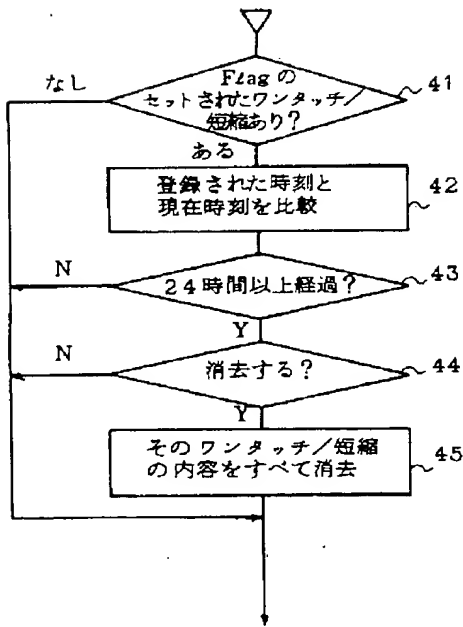 Flagの
セットされたワンタッチ/
短縮あり?
41
なし
ある
登録された時刻と
現在時刻を比較
42
24時間以上経過?
43
N
Y
消去する?
44
N
Y
そのワンタッチ/短縮
の内容をすべて消去
45